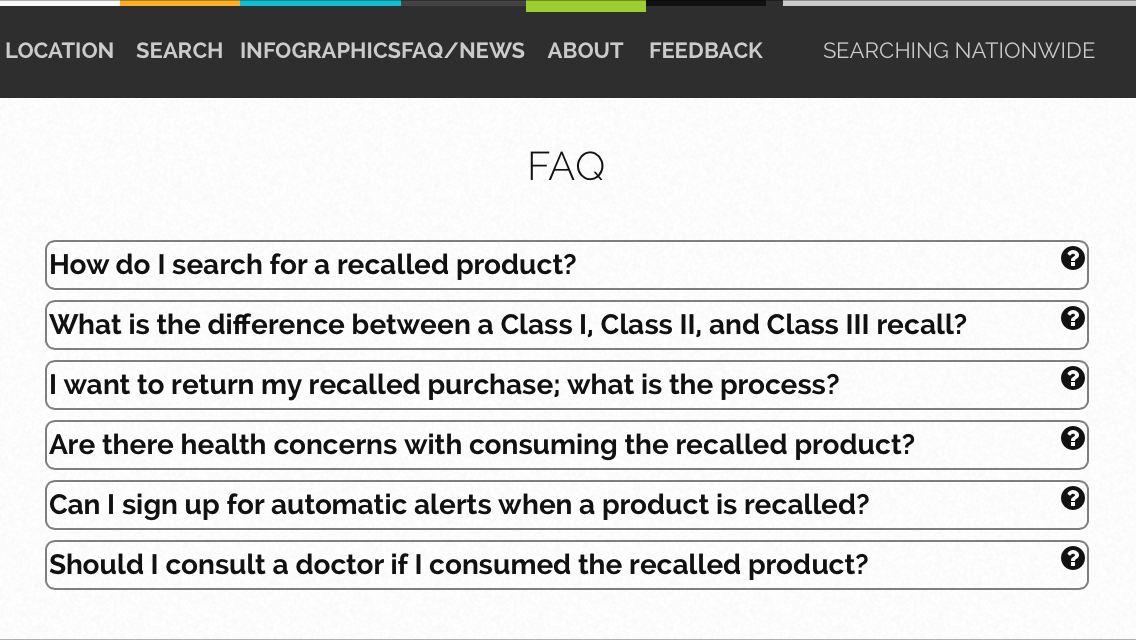 LOCATION SEARCH INFOGRAPHICSFAQ/NEWS ABOUT FEEDBACK SEARCHING NATIONWIDE
FAQ
How do I search for a recalled product?
What is the difference between a Class I, Class II, and Class III recall?
I want to return my recalled purchase; what is the process?
Are there health concerns with consuming the recalled product?
Can I sign up for automatic alerts when a product is recalled?
Should I consult a doctor if I consumed the recalled product?